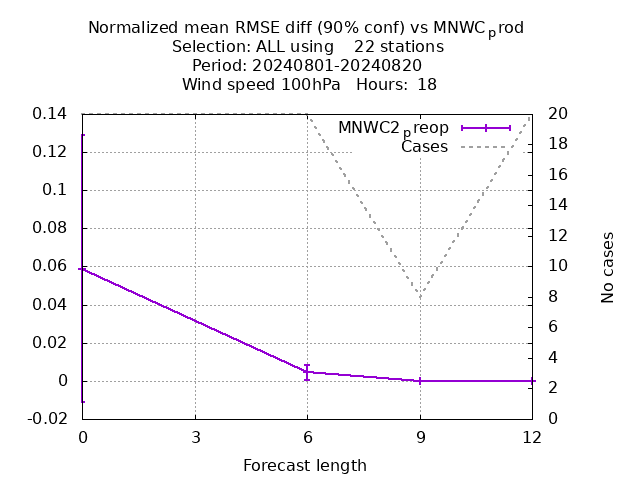 Normalized mean RMSE diff (90% conf) vs MNWCprod
Selection: ALL using    22 stations
Period: 20240801-20240820
Wind speed 100hPa   Hours:  18
MNWC2preop
Cases
0.14
0.12
0.1
0.08
0.06
0.04
0.02
0
-0.02
20
18
16
14
12
10
8
6
4
2
0
No cases
0 3 6 9 12
Forecast length